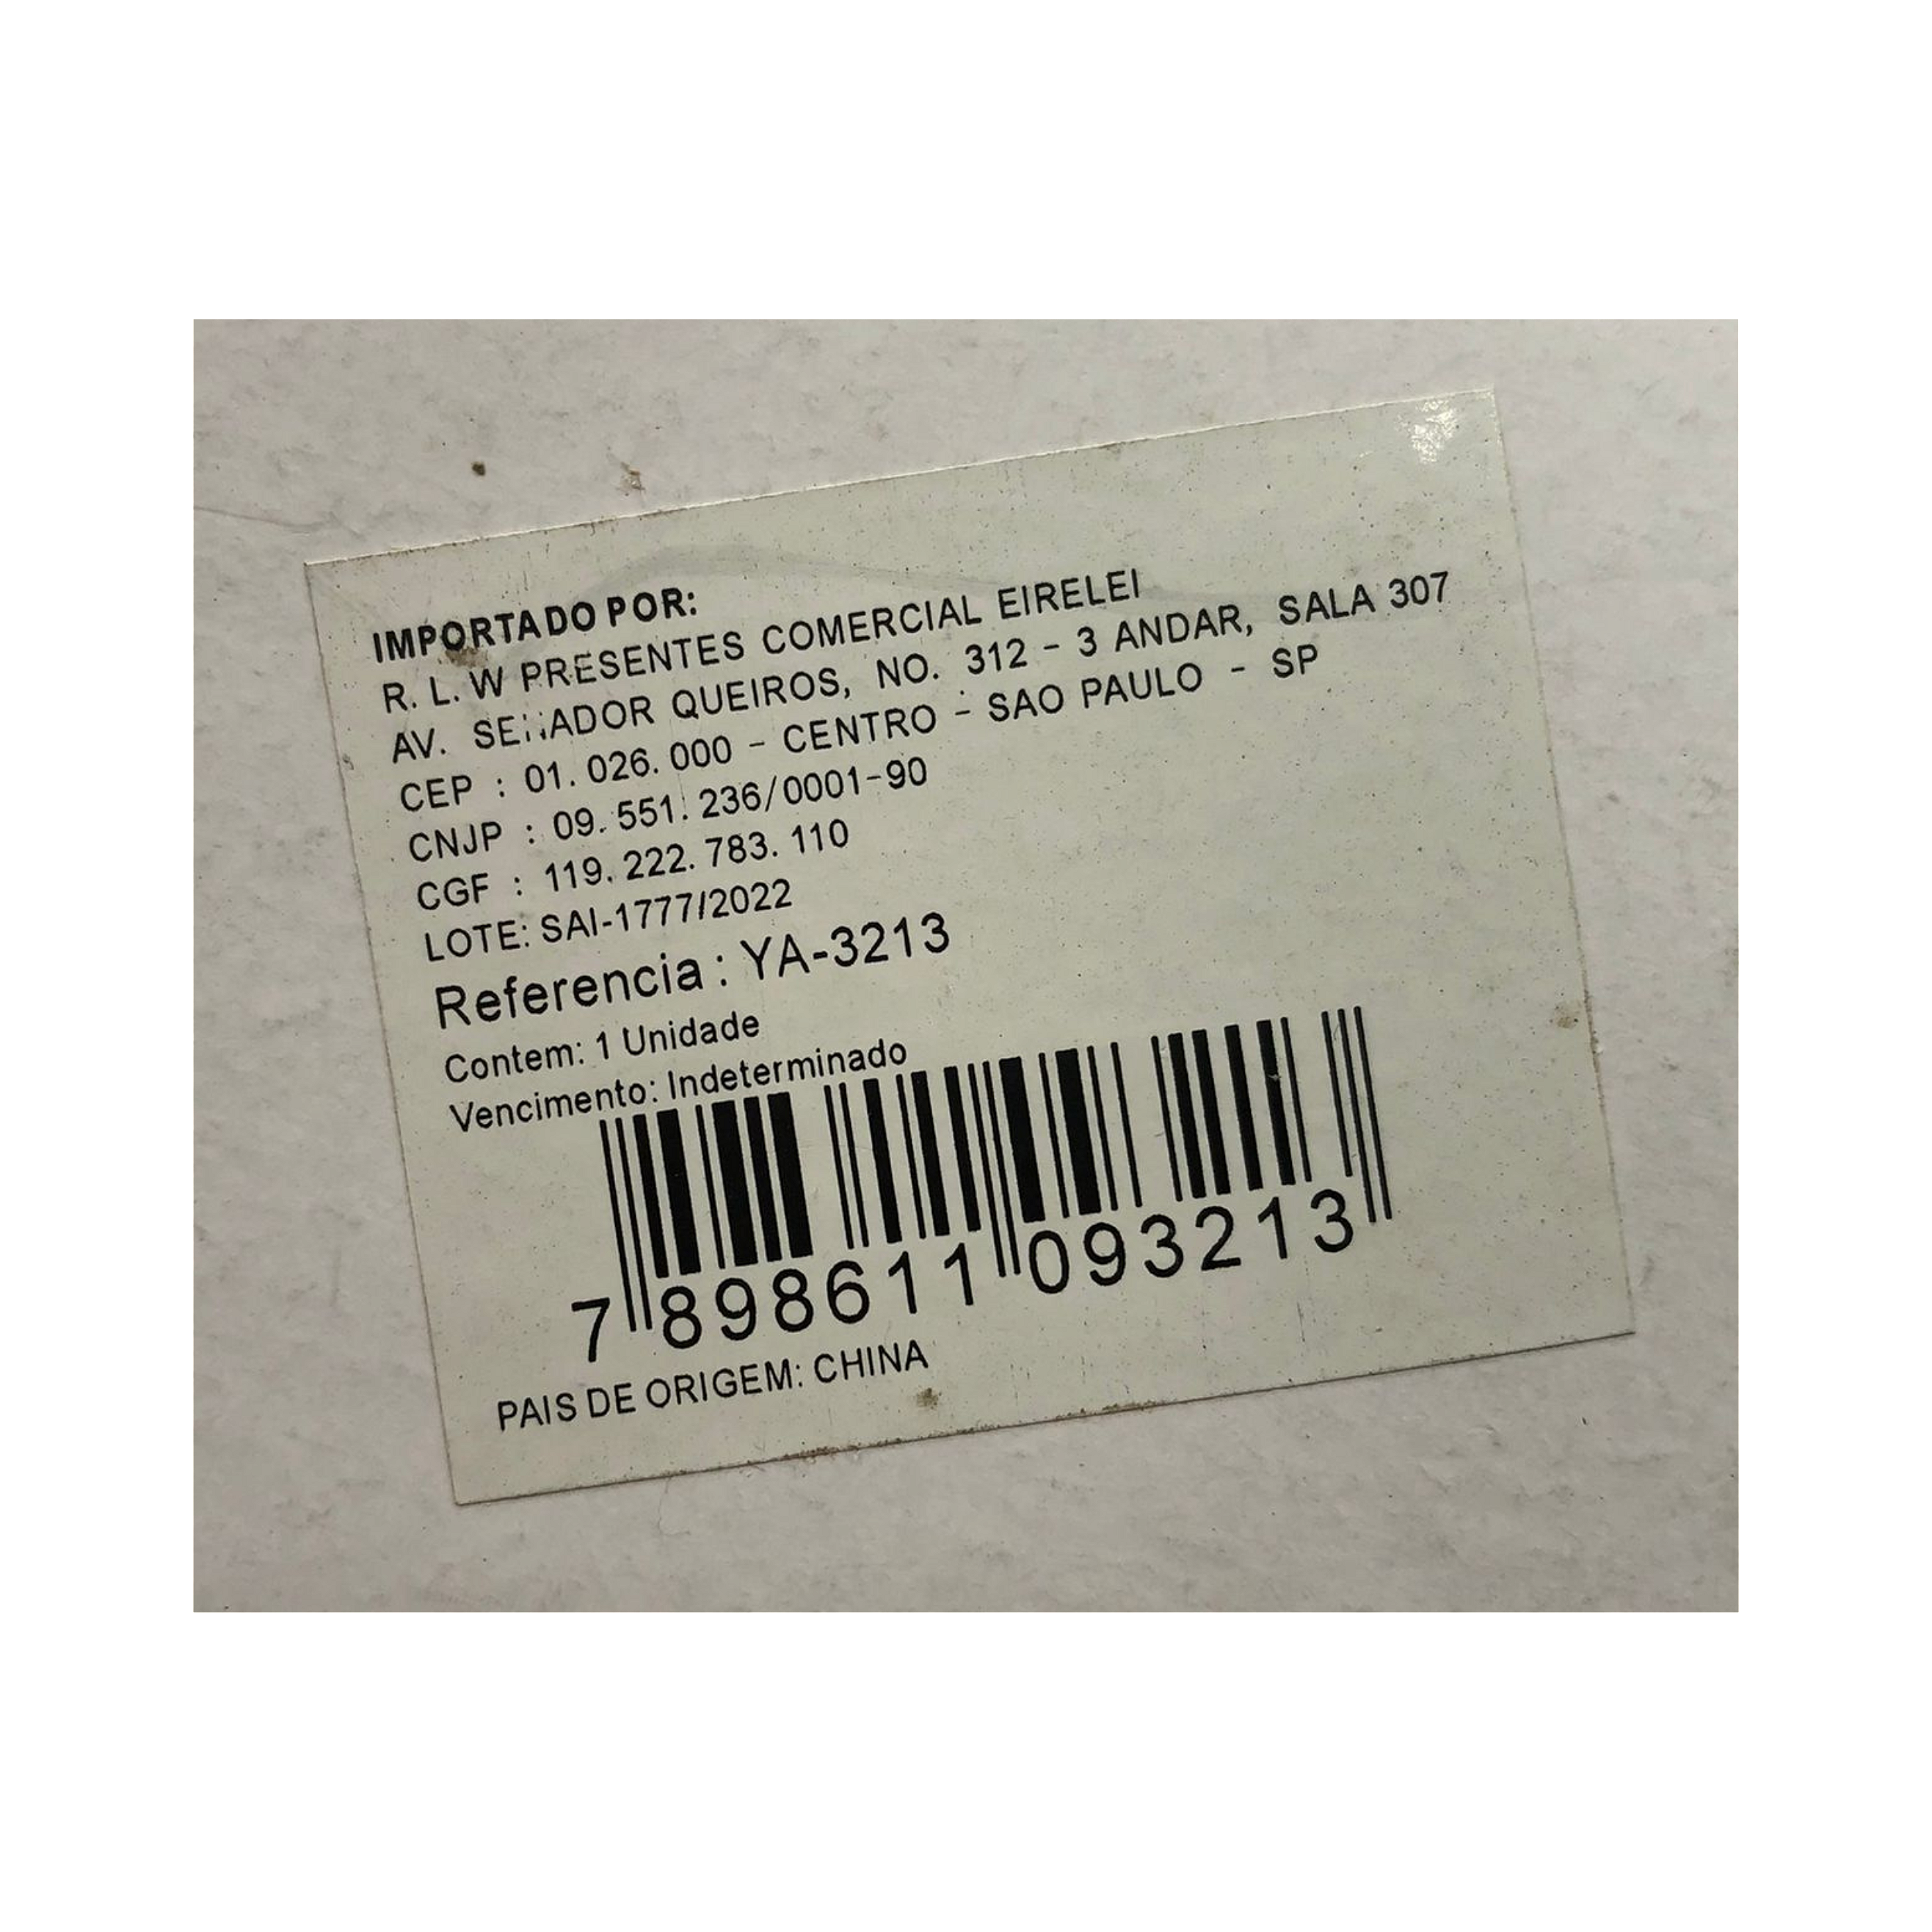 IMPORTADO POR:
R. L. W PRESENTES COMERCIAL EIRELEI
AV. SENADOR QUEIROS, NO. 312 - 3 ANDAR, SALA 307
CEP : 01. 026. 000 - CENTRO - SAO PAULO - SP
CNJP : 09. 551. 236/0001-90
CGF : 119. 222. 783. 110
LOTE: SAI-1777/2022
Referencia : YA-3213
Contem: 1 Unidade
Vencimento: Indeterminado
7 898611 093213
PAIS DE ORIGEM: CHINA